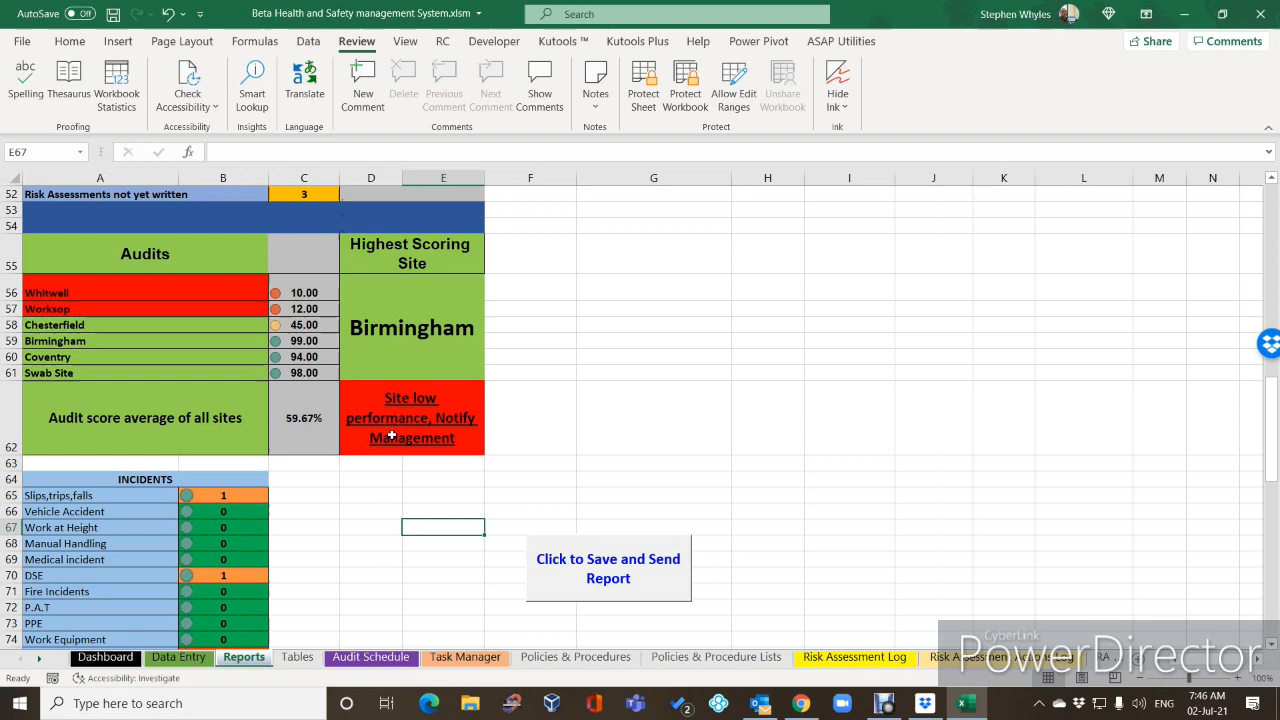 AutoSave Off Beta Health and Management System.xlsm Search Stephen Whyles
File Home Insert Page Layout Formulas Data Review View RC Developer Kutools ™ Kutools Plus Help Power Pivot ASAP Utilities Share Comments
abc Spelling Thesaurus Workbook Statistics Check Accessibility Smart Lookup Translate New Comment Delete Previous Comment Next Comment Show Comments Notes Protect Sheet Protect Workbook Allow Edit Ranges Unshare Workbook Hide Ink
Proofing Accessibility Insights Language Comments Notes Protect Ink
E67 fx
A B C D E F G H I J K L M N
52 Risk Assessments not yet written 3
53
54
55 Audits Highest Scoring Site
56 Whitwell 10.00
57 Worksop 12.00
58 Chesterfield 45.00 Birmingham
59 Birmingham 99.00
60 Coventry 94.00
61 Swab Site 98.00
62 Audit score average of all sites 59.67% Site low performance, Notify Management
63
64 INCIDENTS
65 Slips,trips,falls 1
66 Vehicle Accident 0
67 Work at Height 0
68 Manual Handling 0
69 Medical incident 0
70 DSE 1
71 Fire Incidents 0
72 P.A.T 0
73 PPE 0
74 Work Equipment 0
Click to Save and Send Report
CyberLink
PowerDirector
Dashboard Data Entry Reports Tables Audit Schedule Task Manager Policies & Procedures Policies & Procedure Lists Risk Assessment Log RA
Ready Accessibility: Investigate 100%
Type here to search 2 7:46 AM
02-Jul-21